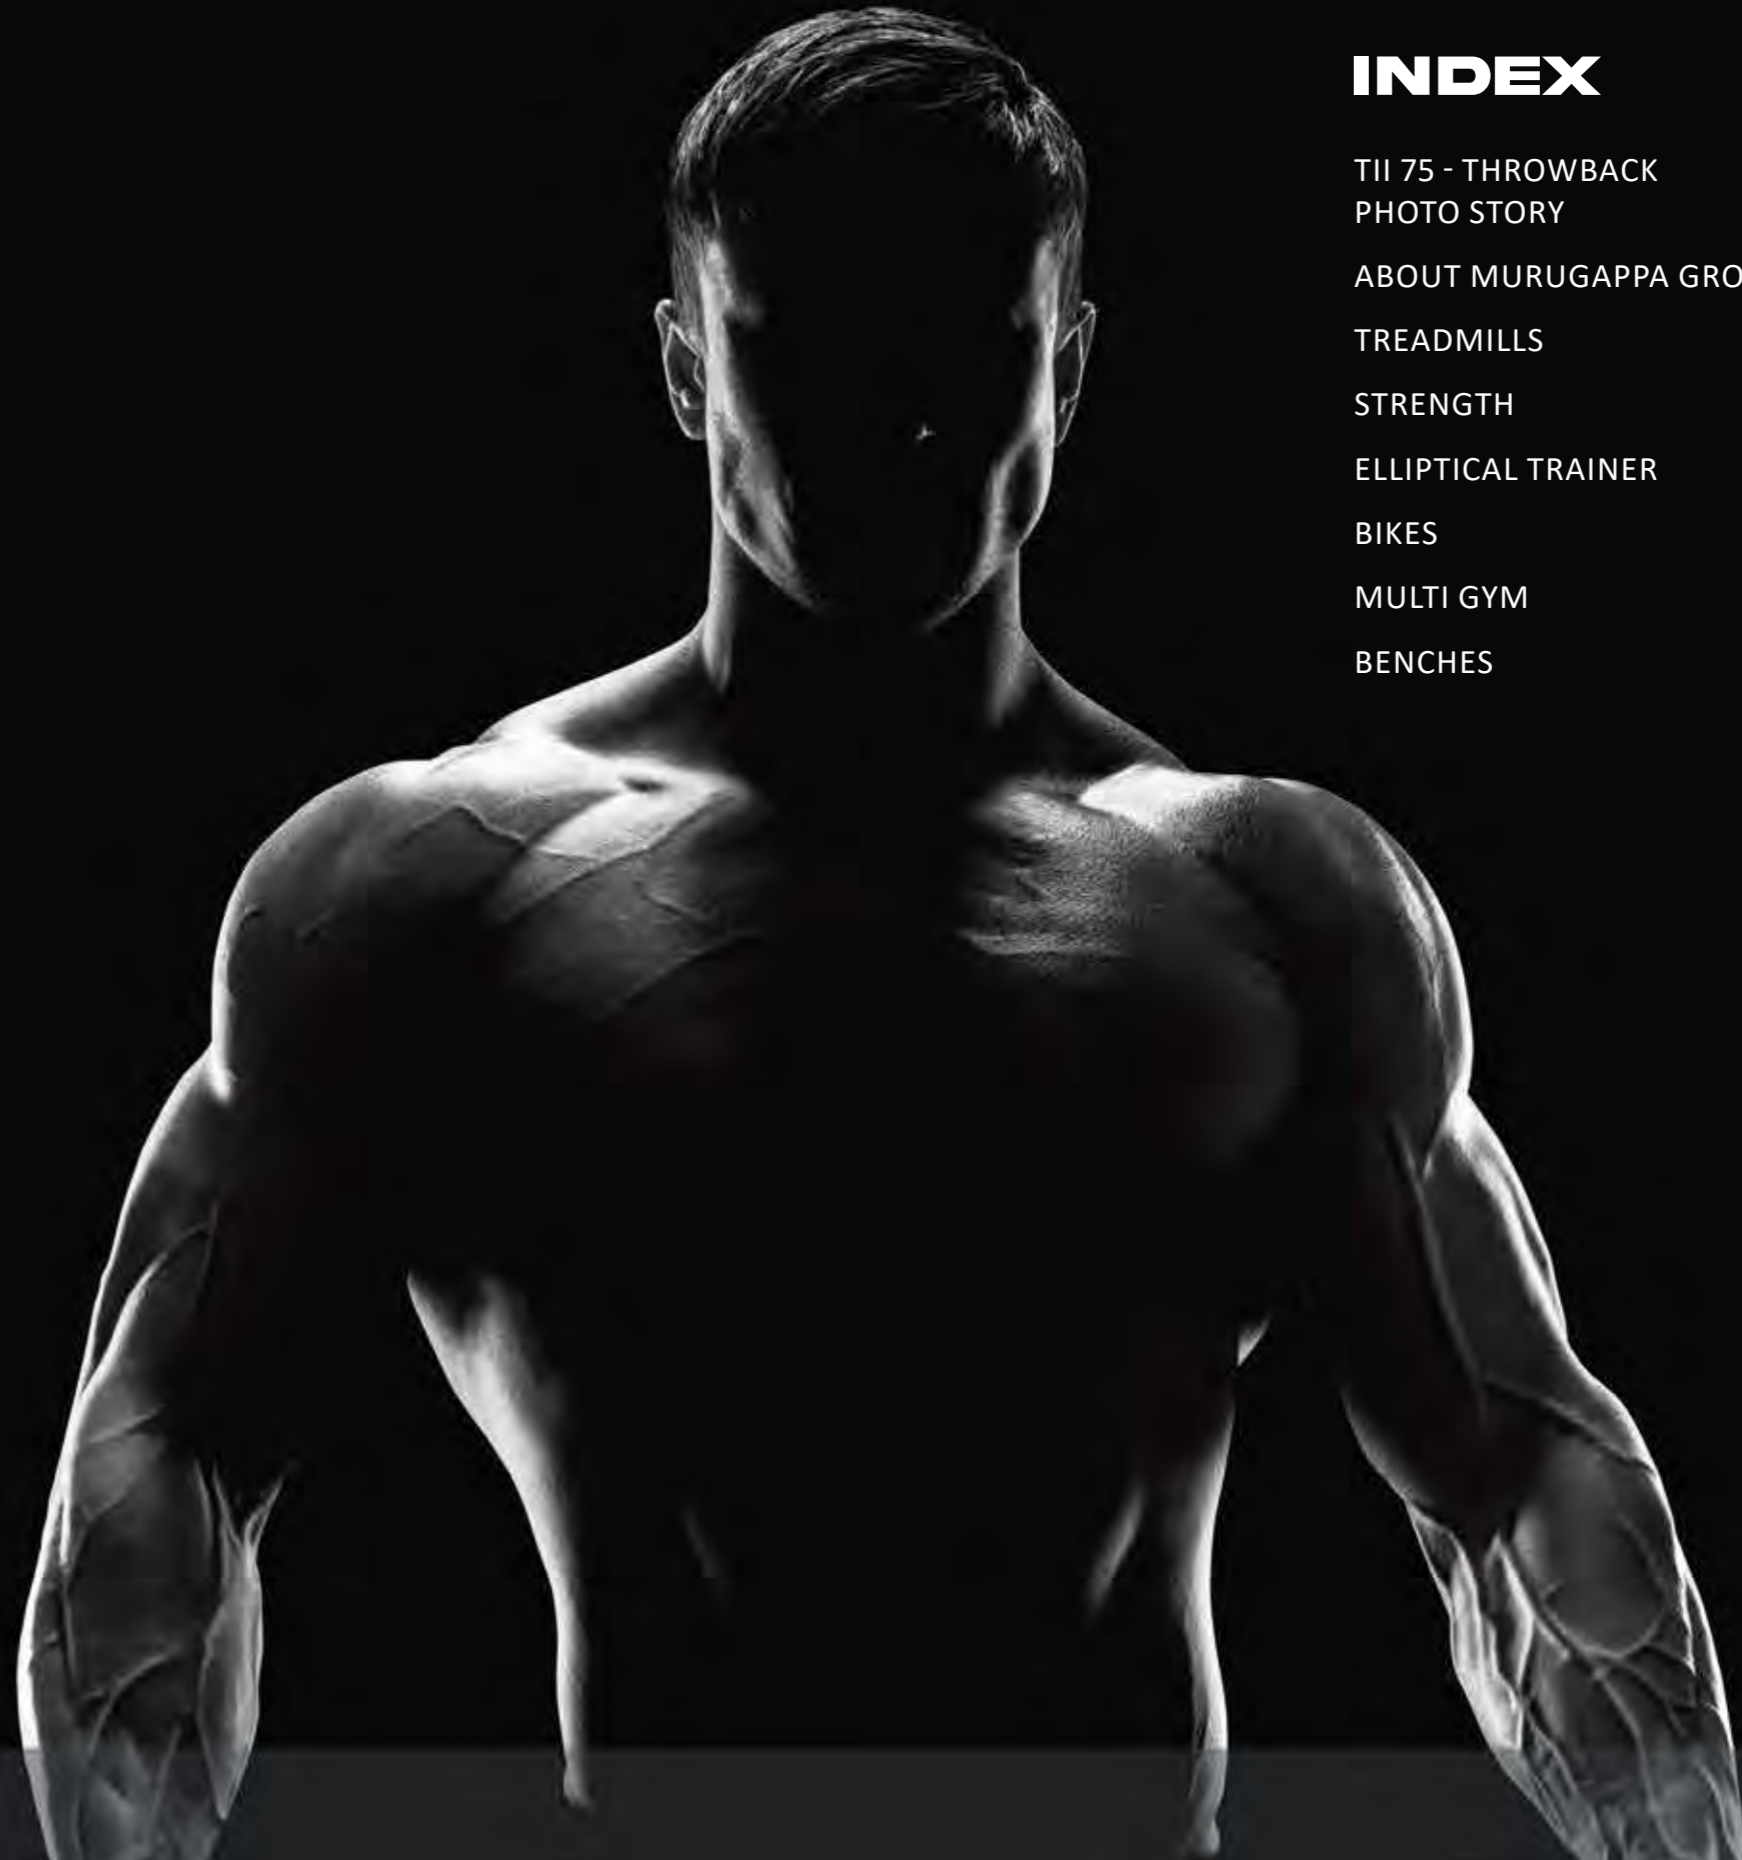 INDEX
TII 75 - THROWBACK
PHOTO STORY
ABOUT MURUGAPPA GRO
TREADMILLS
STRENGTH
ELLIPTICAL TRAINER
BIKES
MULTI GYM
BENCHES